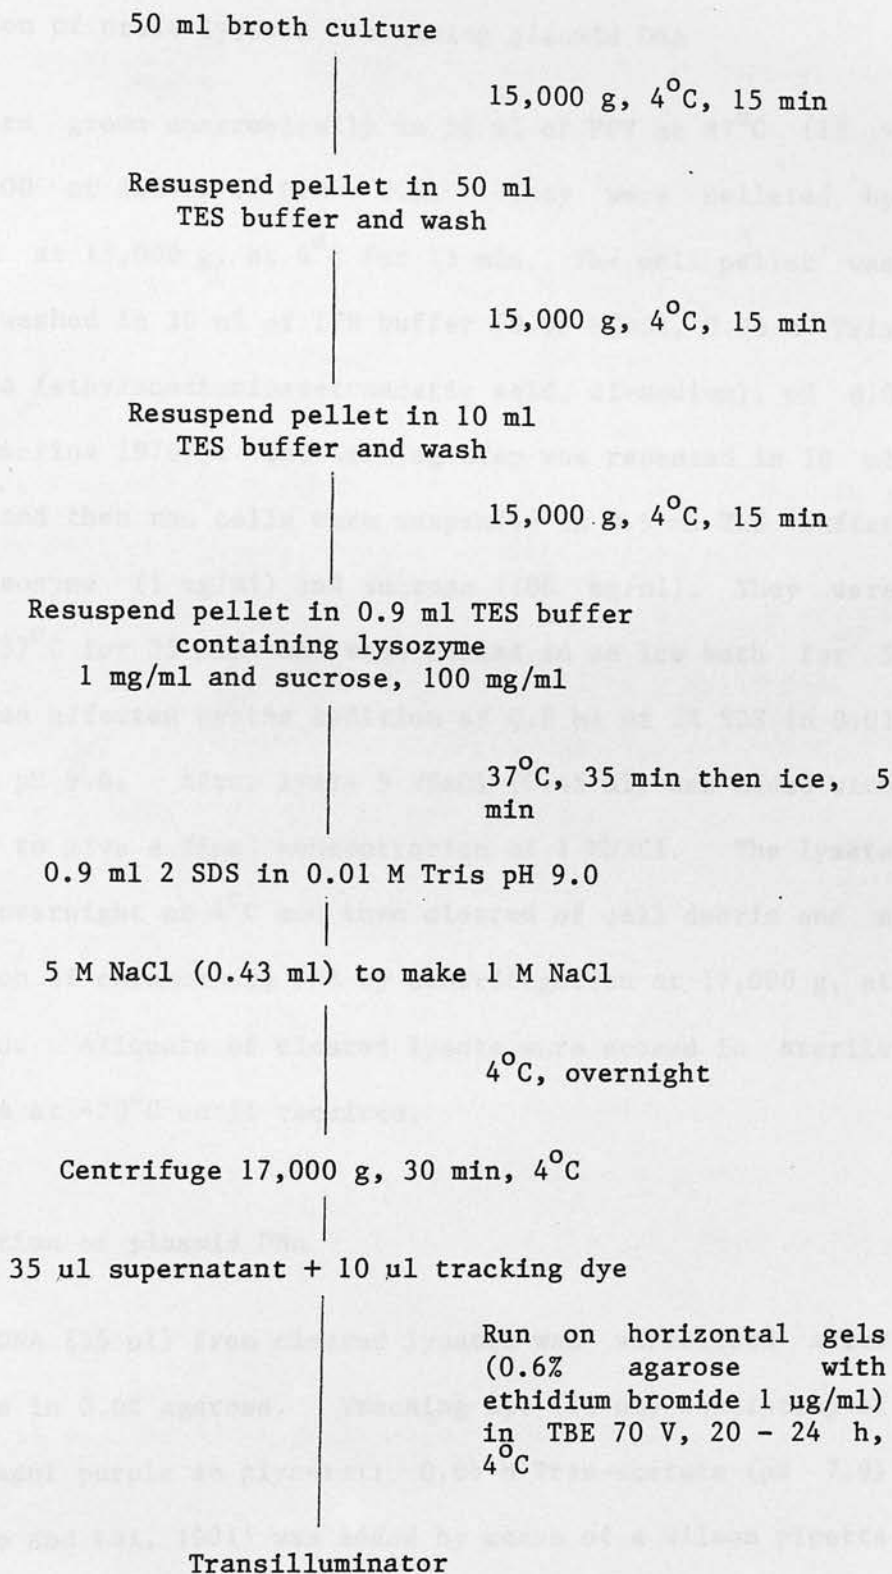 50 ml broth culture
15,000 g, 4°C, 15 min
Resuspend pellet in 50 ml
TES buffer and wash
15,000 g, 4°C, 15 min
Resuspend pellet in 10 ml
TES buffer and wash
15,000 g, 4°C, 15 min
Resuspend pellet in 0.9 ml TES buffer
containing lysozyme
1 mg/ml and sucrose, 100 mg/ml
37°C, 35 min then ice, 5
min
0.9 ml 2 SDS in 0.01 M Tris pH 9.0
5 M NaCl (0.43 ml) to make 1 M NaCl
4°C, overnight
Centrifuge 17,000 g, 30 min, 4°C
35 µl supernatant + 10 µl tracking dye
Run on horizontal gels
(0.6% agarose with
ethidium bromide 1 µg/ml)
in TBE 70 V, 20 - 24 h,
4°C
Transilluminator